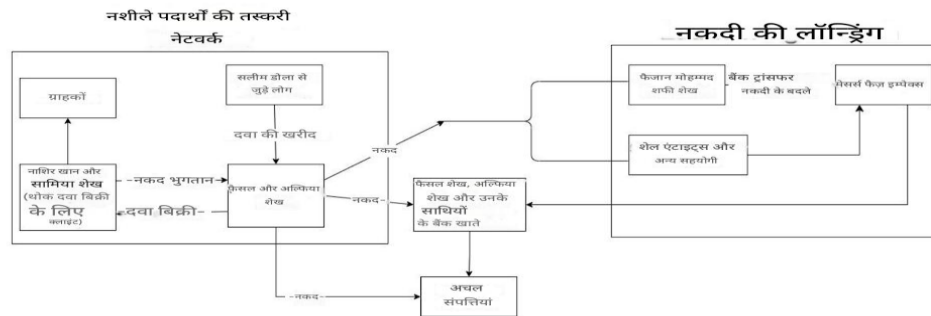 नशीले पदार्थों की तस्करी
नेटवर्क
नकदी की लॉन्ड्रिंग
ग्राहकों
सलीम डोला से
जुड़े लोग
दवा की खरीद
नाशिर खान और
सामिया शेख
(थोक दवा बिक्री
के लिए
क्लाइंट)
नकद भुगतान
दवा बिक्री
फैसल और अल्फिया
शेख
नकद
नकद
नकद
फैसल शेख, अल्फिया
शेख और उनके
साथियों
के बैंक खाते
अचल
संपत्तियां
फैजान मोहम्मद
शफी शेख
बैंक ट्रांसफर
नकदी के बदले
मेसर्स फैज़ इम्पेक्स
शेल एंटाइट्स और
अन्य सहयोगी